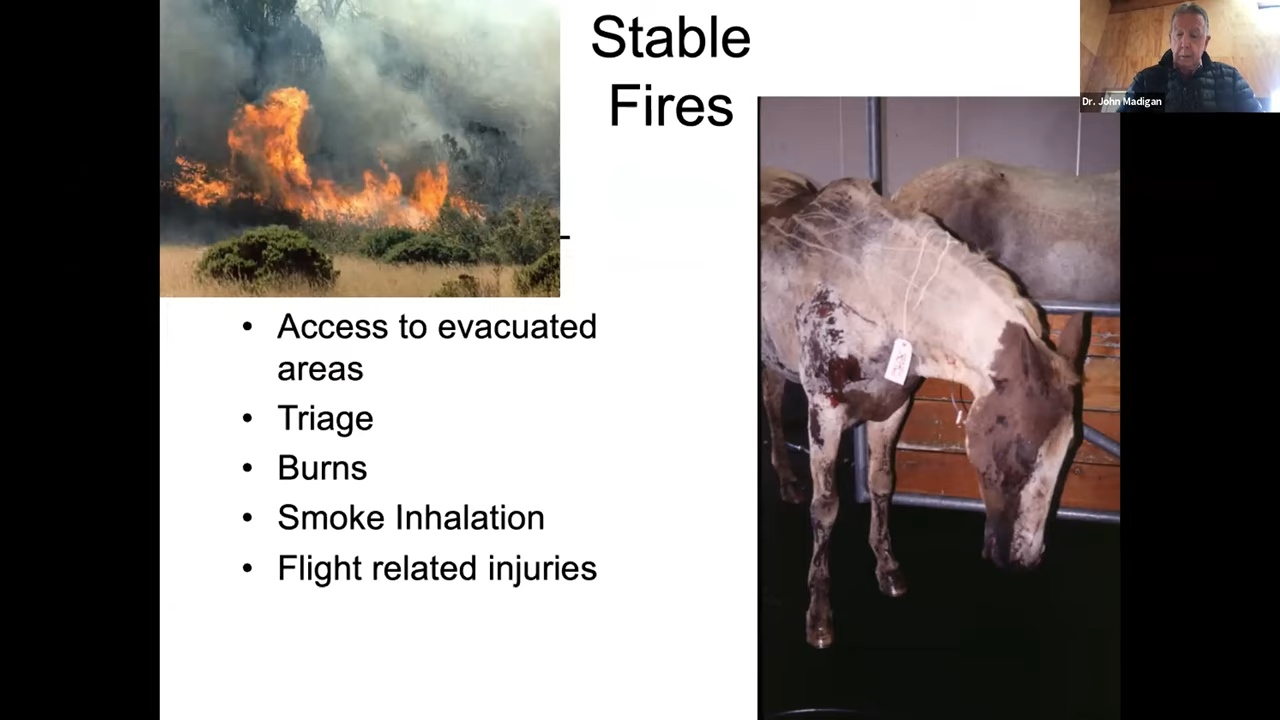 Stable
Fires
Dr. John Madigan
• Access to evacuated
areas
• Triage
• Burns
• Smoke Inhalation
• Flight related injuries